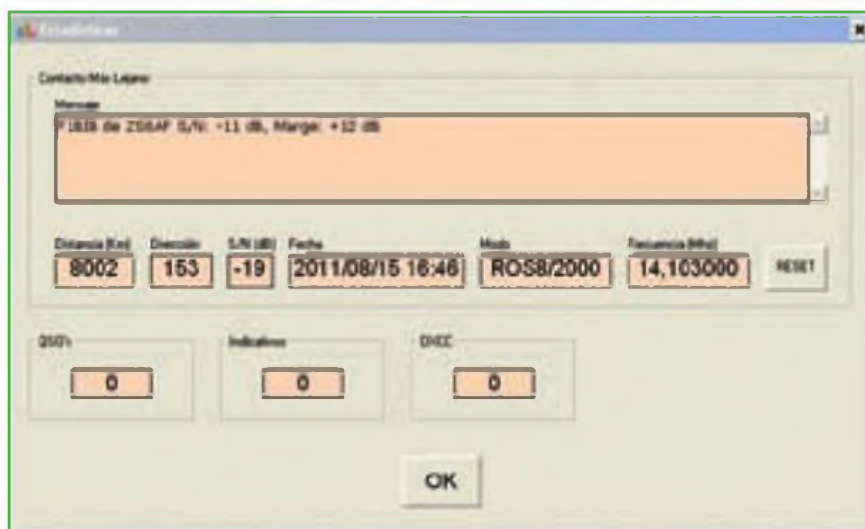 Estadísticas
Contacto Más Lejano
Mensaje
de ZS6AF S/N: -11 dB, Marge: +12 dB
Distancia (Km) Dirección S/N (dB) Fecha Modo Frecuencia (Mhz)
8002 153 -19 2011/08/15 16:46 ROS8/2000 14,103000 RESET
QSO's Indicativos DXCC
0 0 0
OK